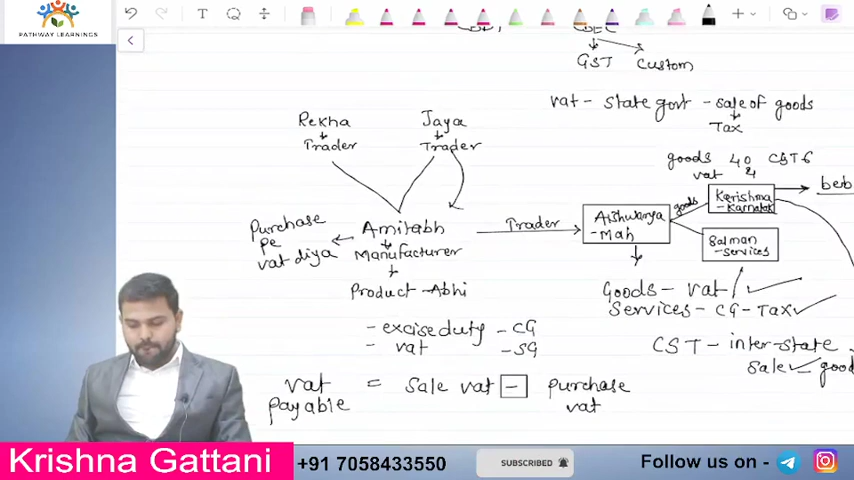 PATHWAY LEARNINGS
T
GST Custom
vat - state govt - sale of goods
Tax
Rekha
Trader
Jaya
Trader
goods 40 CST
vat
Karishma
- Karnatak
goods
Trader
Aishwarya
- Mah
Salman
- Services
Purchase
pe
vat diya
Amitabh
Manufacturer
Product - Abhi
Goods - vat
Services - CG - Tax
- excise duty - CG
- vat - SG
CST - inter-state
sale goods
vat payable = sale vat - purchase vat
Krishna Gattani
+91 7058433550
SUBSCRIBED
Follow us on -